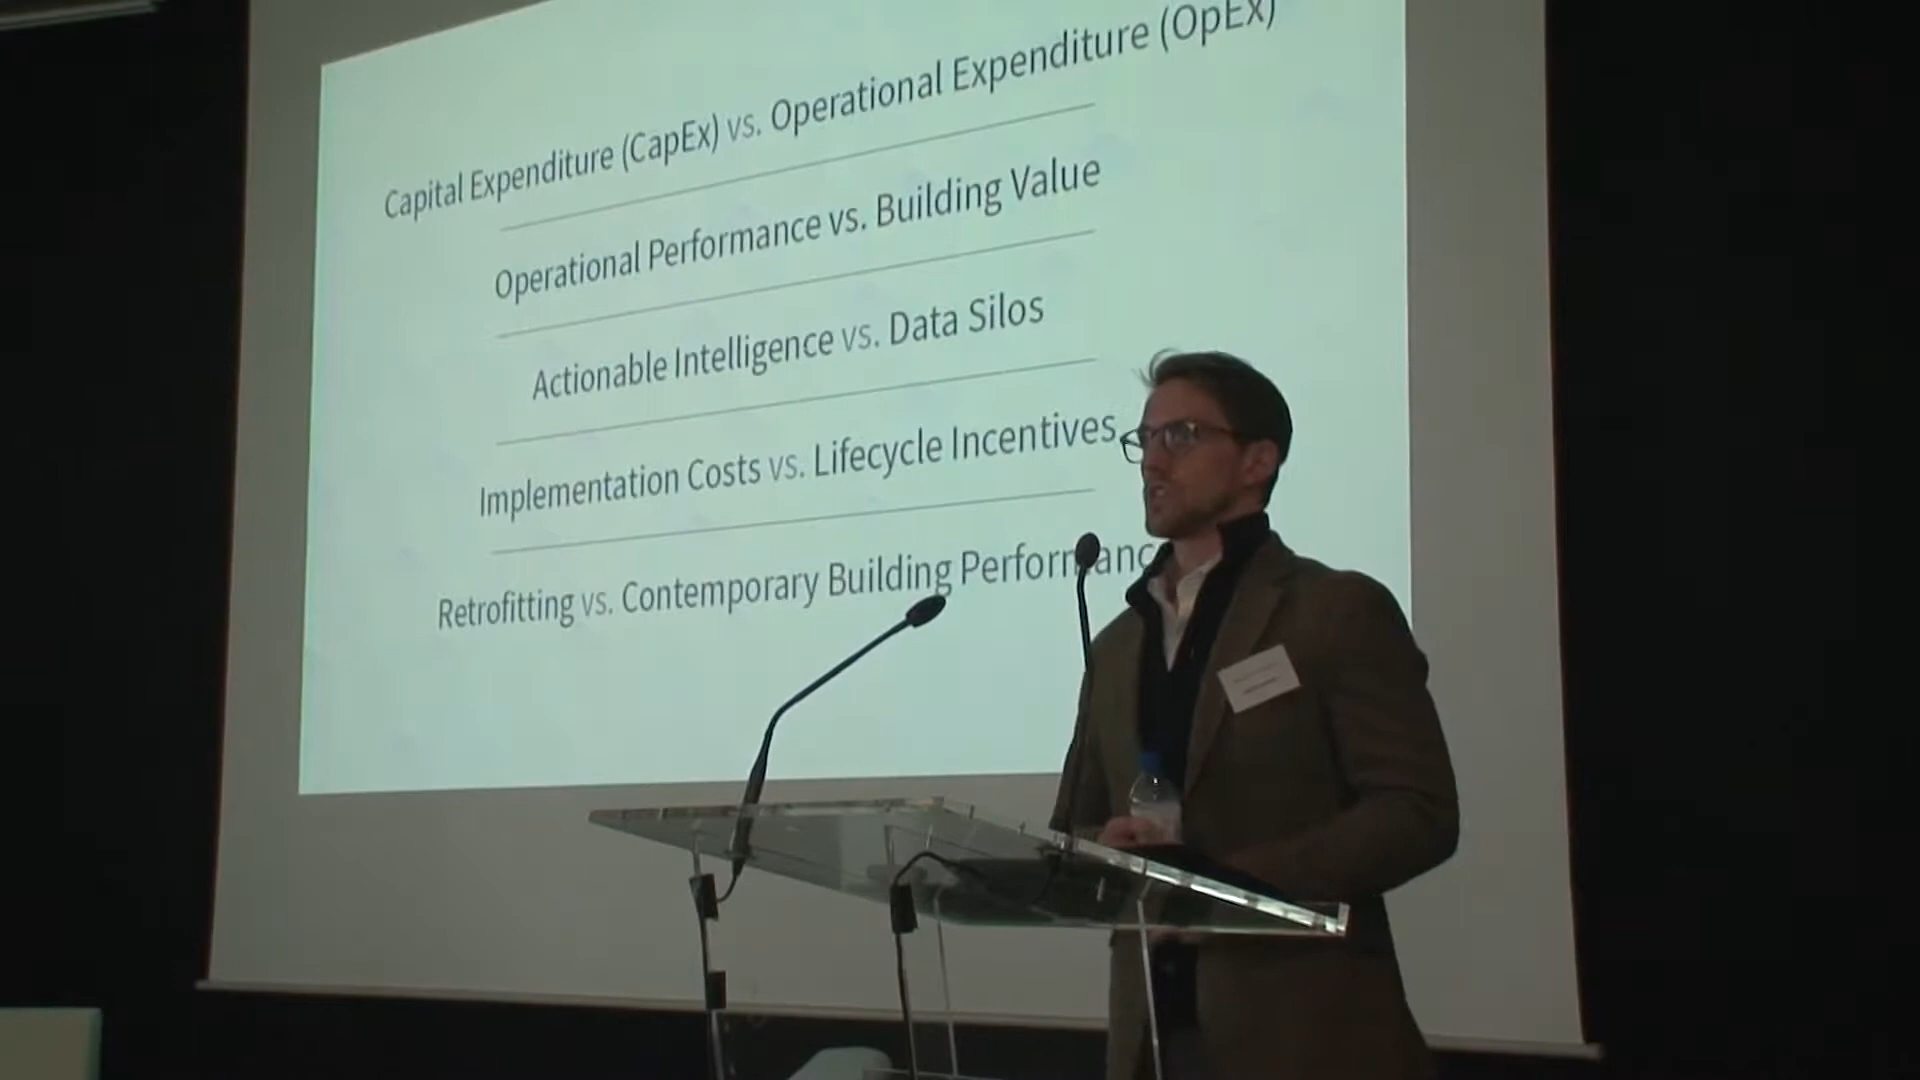 Capital Expenditure (CapEx) vs. Operational Expenditure (OpEx)
Operational Performance vs. Building Value
Actionable Intelligence vs. Data Silos
Implementation Costs vs. Lifecycle Incentives
Retrofitting vs. Contemporary Building Performanc